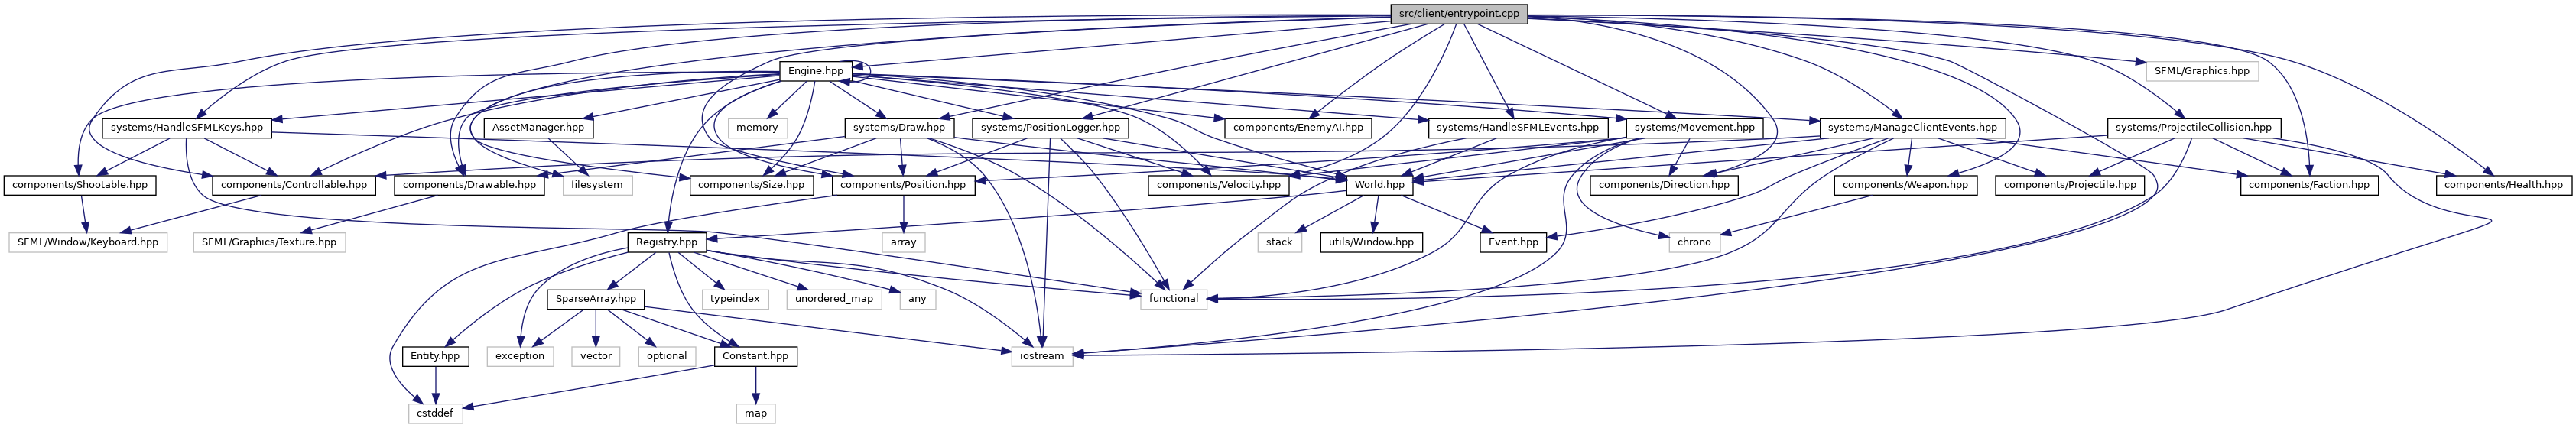 src/client/entrypoint.cpp
Engine.hpp
SFML/Graphics.hpp
systems/HandleSFMLKeys.hpp
AssetManager.hpp
memory
systems/Draw.hpp
systems/PositionLogger.hpp
components/EnemyAI.hpp
systems/HandleSFMLEvents.hpp
systems/Movement.hpp
systems/ManageClientEvents.hpp
systems/ProjectileCollision.hpp
components/Shootable.hpp
components/Controllable.hpp
components/Drawable.hpp
filesystem
components/Size.hpp
components/Position.hpp
components/Velocity.hpp
World.hpp
components/Direction.hpp
components/Weapon.hpp
components/Projectile.hpp
components/Faction.hpp
components/Health.hpp
SFML/Window/Keyboard.hpp
SFML/Graphics/Texture.hpp
Registry.hpp
array
stack
utils/Window.hpp
Event.hpp
chrono
SparseArray.hpp
typeindex
unordered_map
any
functional
Entity.hpp
exception
vector
optional
Constant.hpp
iostream
cstddef
map